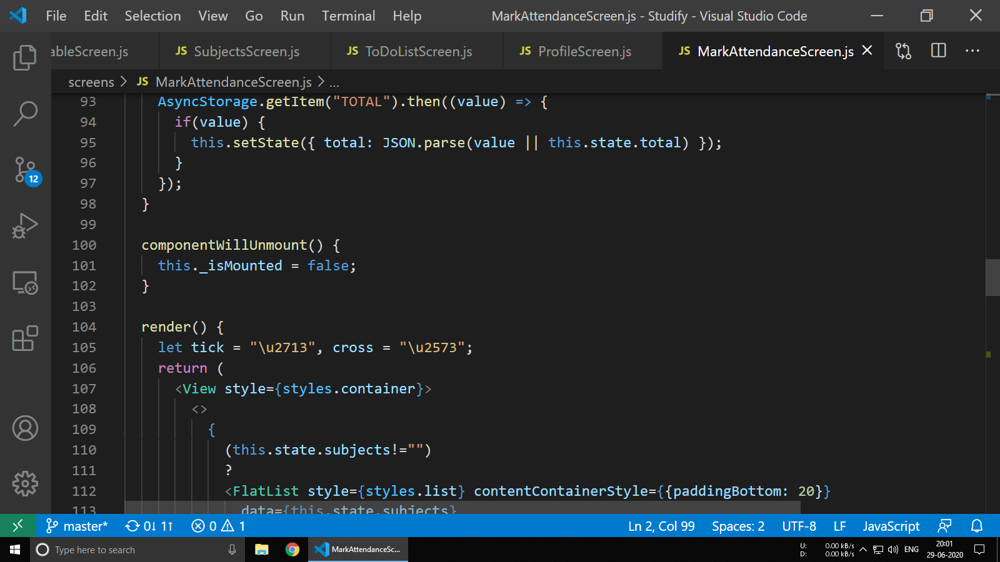 File Edit Selection View Go Run Terminal Help MarkAttendanceScreen.js - Studify - Visual Studio Code
ableScreen.js JS SubjectsScreen.js JS ToDoListScreen.js JS ProfileScreen.js JS MarkAttendanceScreen.js
screens > JS MarkAttendanceScreen.js > ...
93 AsyncStorage.getItem("TOTAL").then((value) => {
94 if(value) {
95 this.setState({ total: JSON.parse(value || this.state.total) });
96 }
97 });
98 }
99
100 componentWillUnmount() {
101 this._isMounted = false;
102 }
103
104 render() {
105 let tick = "\u2713", cross = "\u2573";
106 return (
107 <View style={styles.container}>
108 <>
109 {
110 (this.state.subjects!="")
111 ?
112 <FlatList style={styles.list} contentContainerStyle={{paddingBottom: 20}}
113 data={this.state.subjects}
12
master* 0↓ 1↑ 0 1 Ln 2, Col 99 Spaces: 2 UTF-8 LF JavaScript
Type here to search MarkAttendanceSc... U: 0.00 kB/s D: 0.00 kB/s ENG 20:01 29-06-2020